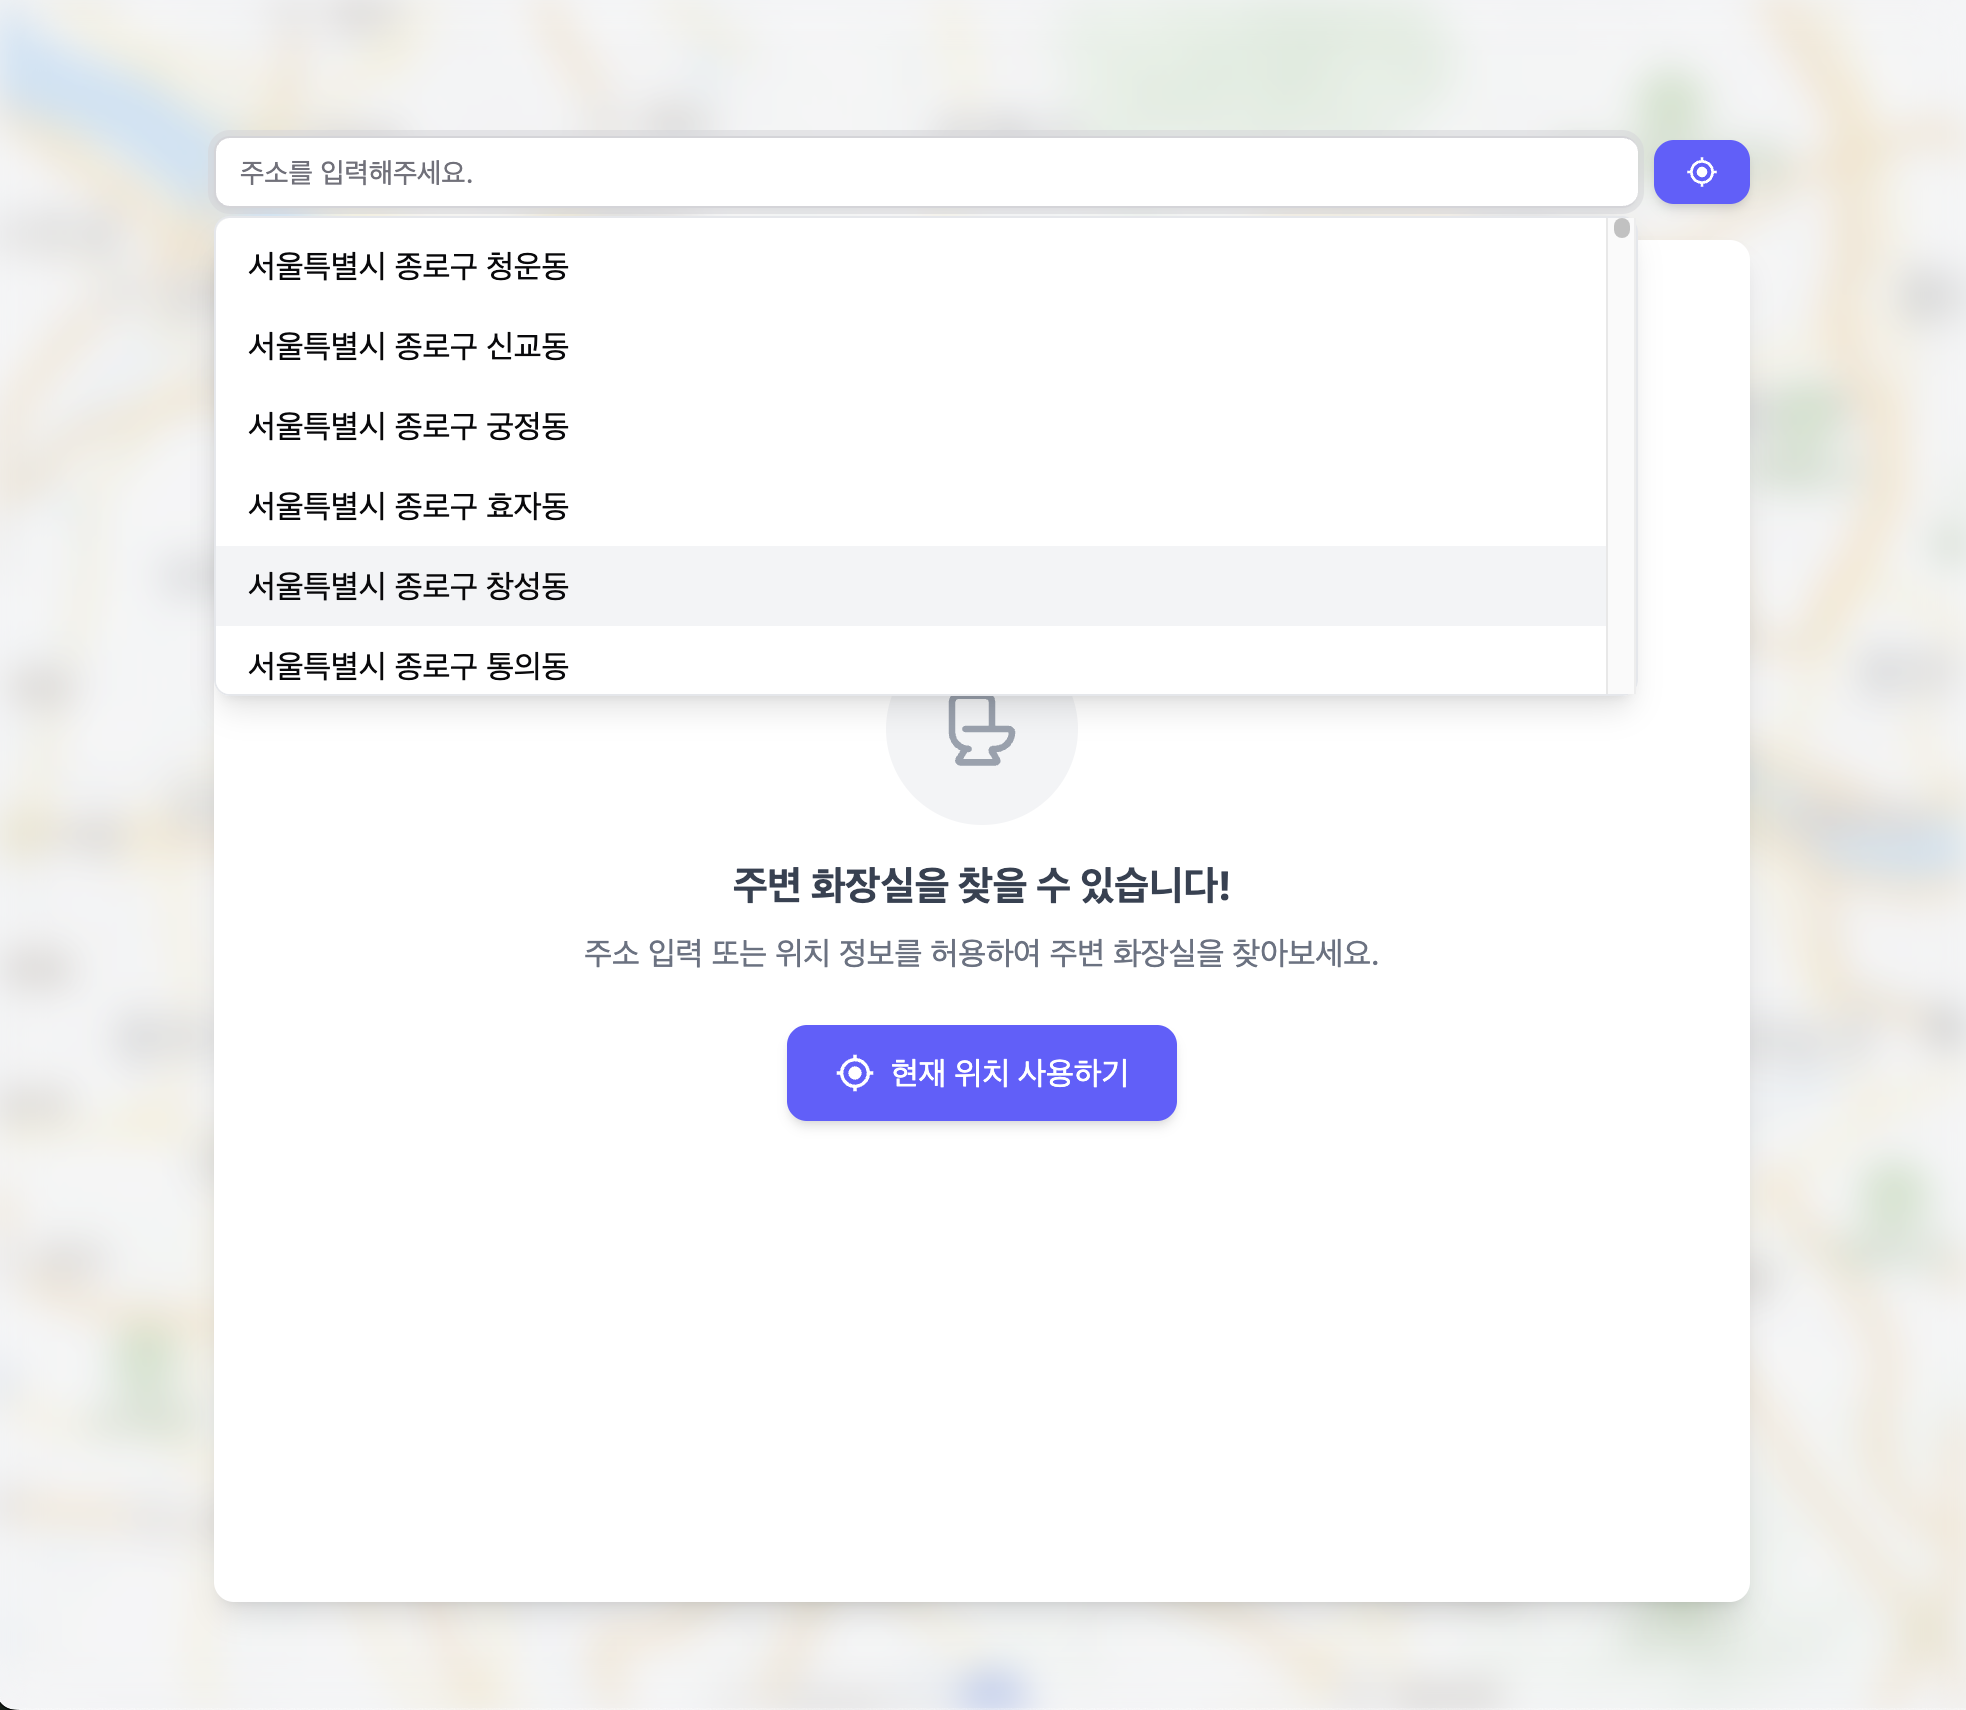 주소를 입력해주세요.
서울특별시 종로구 청운동
서울특별시 종로구 신교동
서울특별시 종로구 궁정동
서울특별시 종로구 효자동
서울특별시 종로구 창성동
서울특별시 종로구 통의동
주변 화장실을 찾을 수 있습니다!
주소 입력 또는 위치 정보를 허용하여 주변 화장실을 찾아보세요.
현재 위치 사용하기